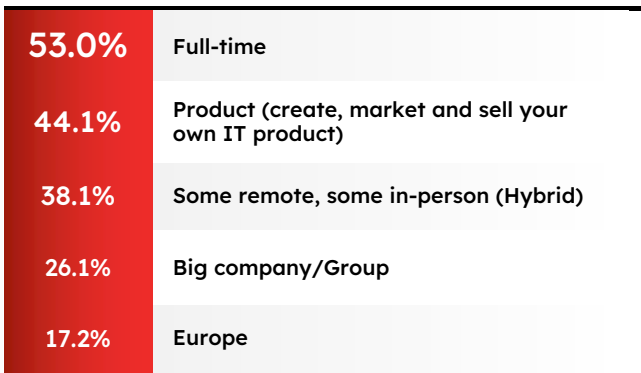 53.0% Full-time
44.1% Product (create, market and sell your
own IT product)
38.1% Some remote, some in-person (Hybrid)
26.1% Big company/Group
17.2% Europe